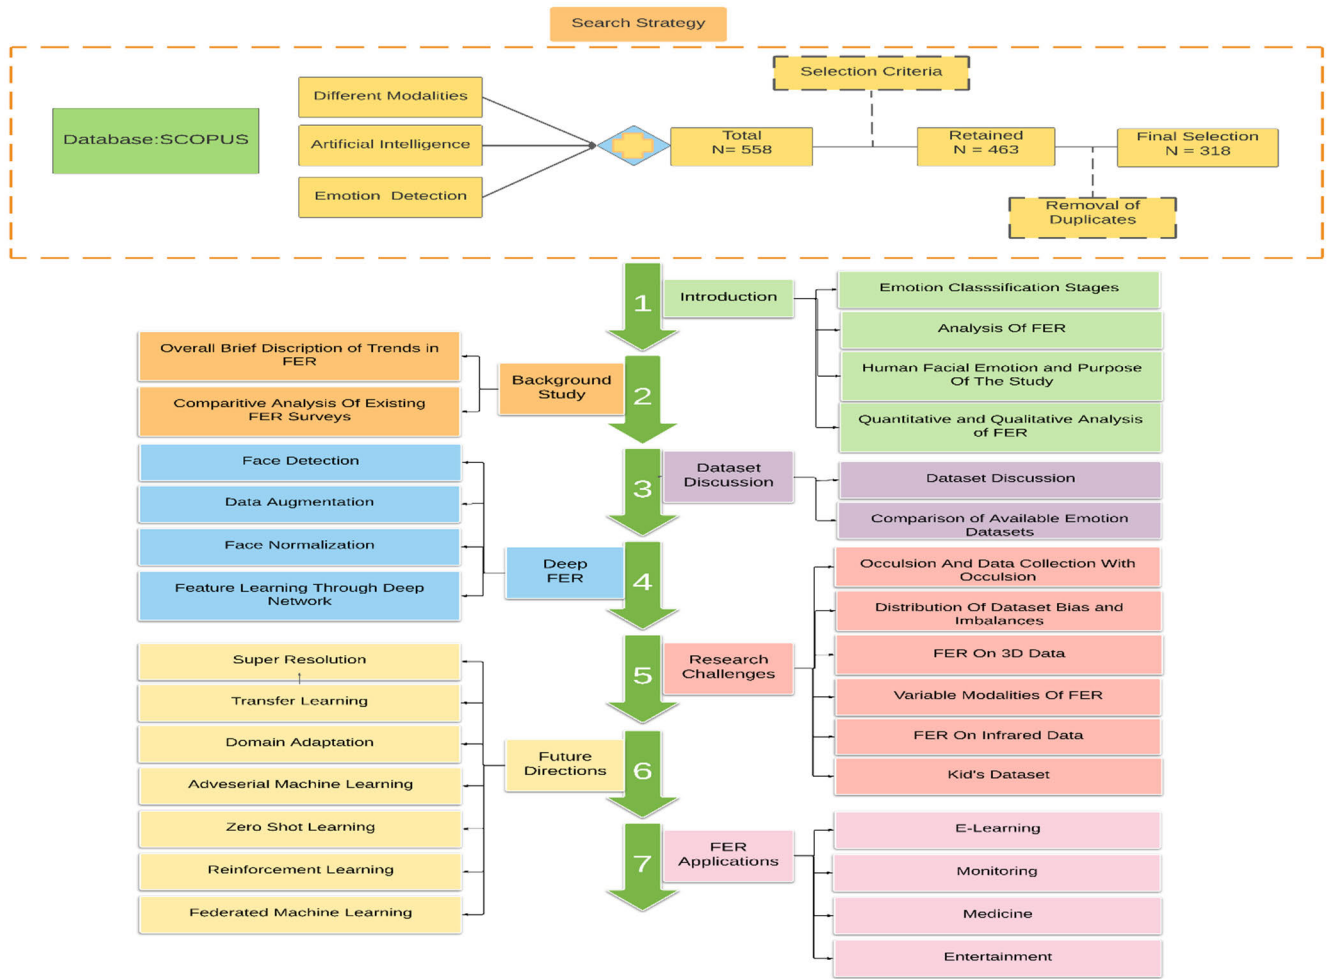 Search Strategy
Selection Criteria
Different Modalities
Database:SCOPUS
Artificial Intelligence
Emotion Detection
Total
N= 558
Retained
N = 463
Final Selection
N = 318
Removal of
Duplicates
1
Introduction
Emotion Classsification Stages
Analysis Of FER
Human Facial Emotion and Purpose
Of The Study
Quantitative and Qualitative Analysis
of FER
2
Background
Study
Overall Brief Discription of Trends in
FER
Comparitive Analysis Of Existing
FER Surveys
3
Dataset
Discussion
Dataset Discussion
Comparison of Available Emotion
Datasets
4
Deep
FER
Face Detection
Data Augmentation
Face Normalization
Feature Learning Through Deep
Network
5
Research
Challenges
Occulsion And Data Collection With
Occulsion
Distribution Of Dataset Bias and
Imbalances
FER On 3D Data
Variable Modalities Of FER
FER On Infrared Data
Kid's Dataset
6
Future
Directions
Super Resolution
Transfer Learning
Domain Adaptation
Adveserial Machine Learning
Zero Shot Learning
Reinforcement Learning
Federated Machine Learning
7
FER
Applications
E-Learning
Monitoring
Medicine
Entertainment